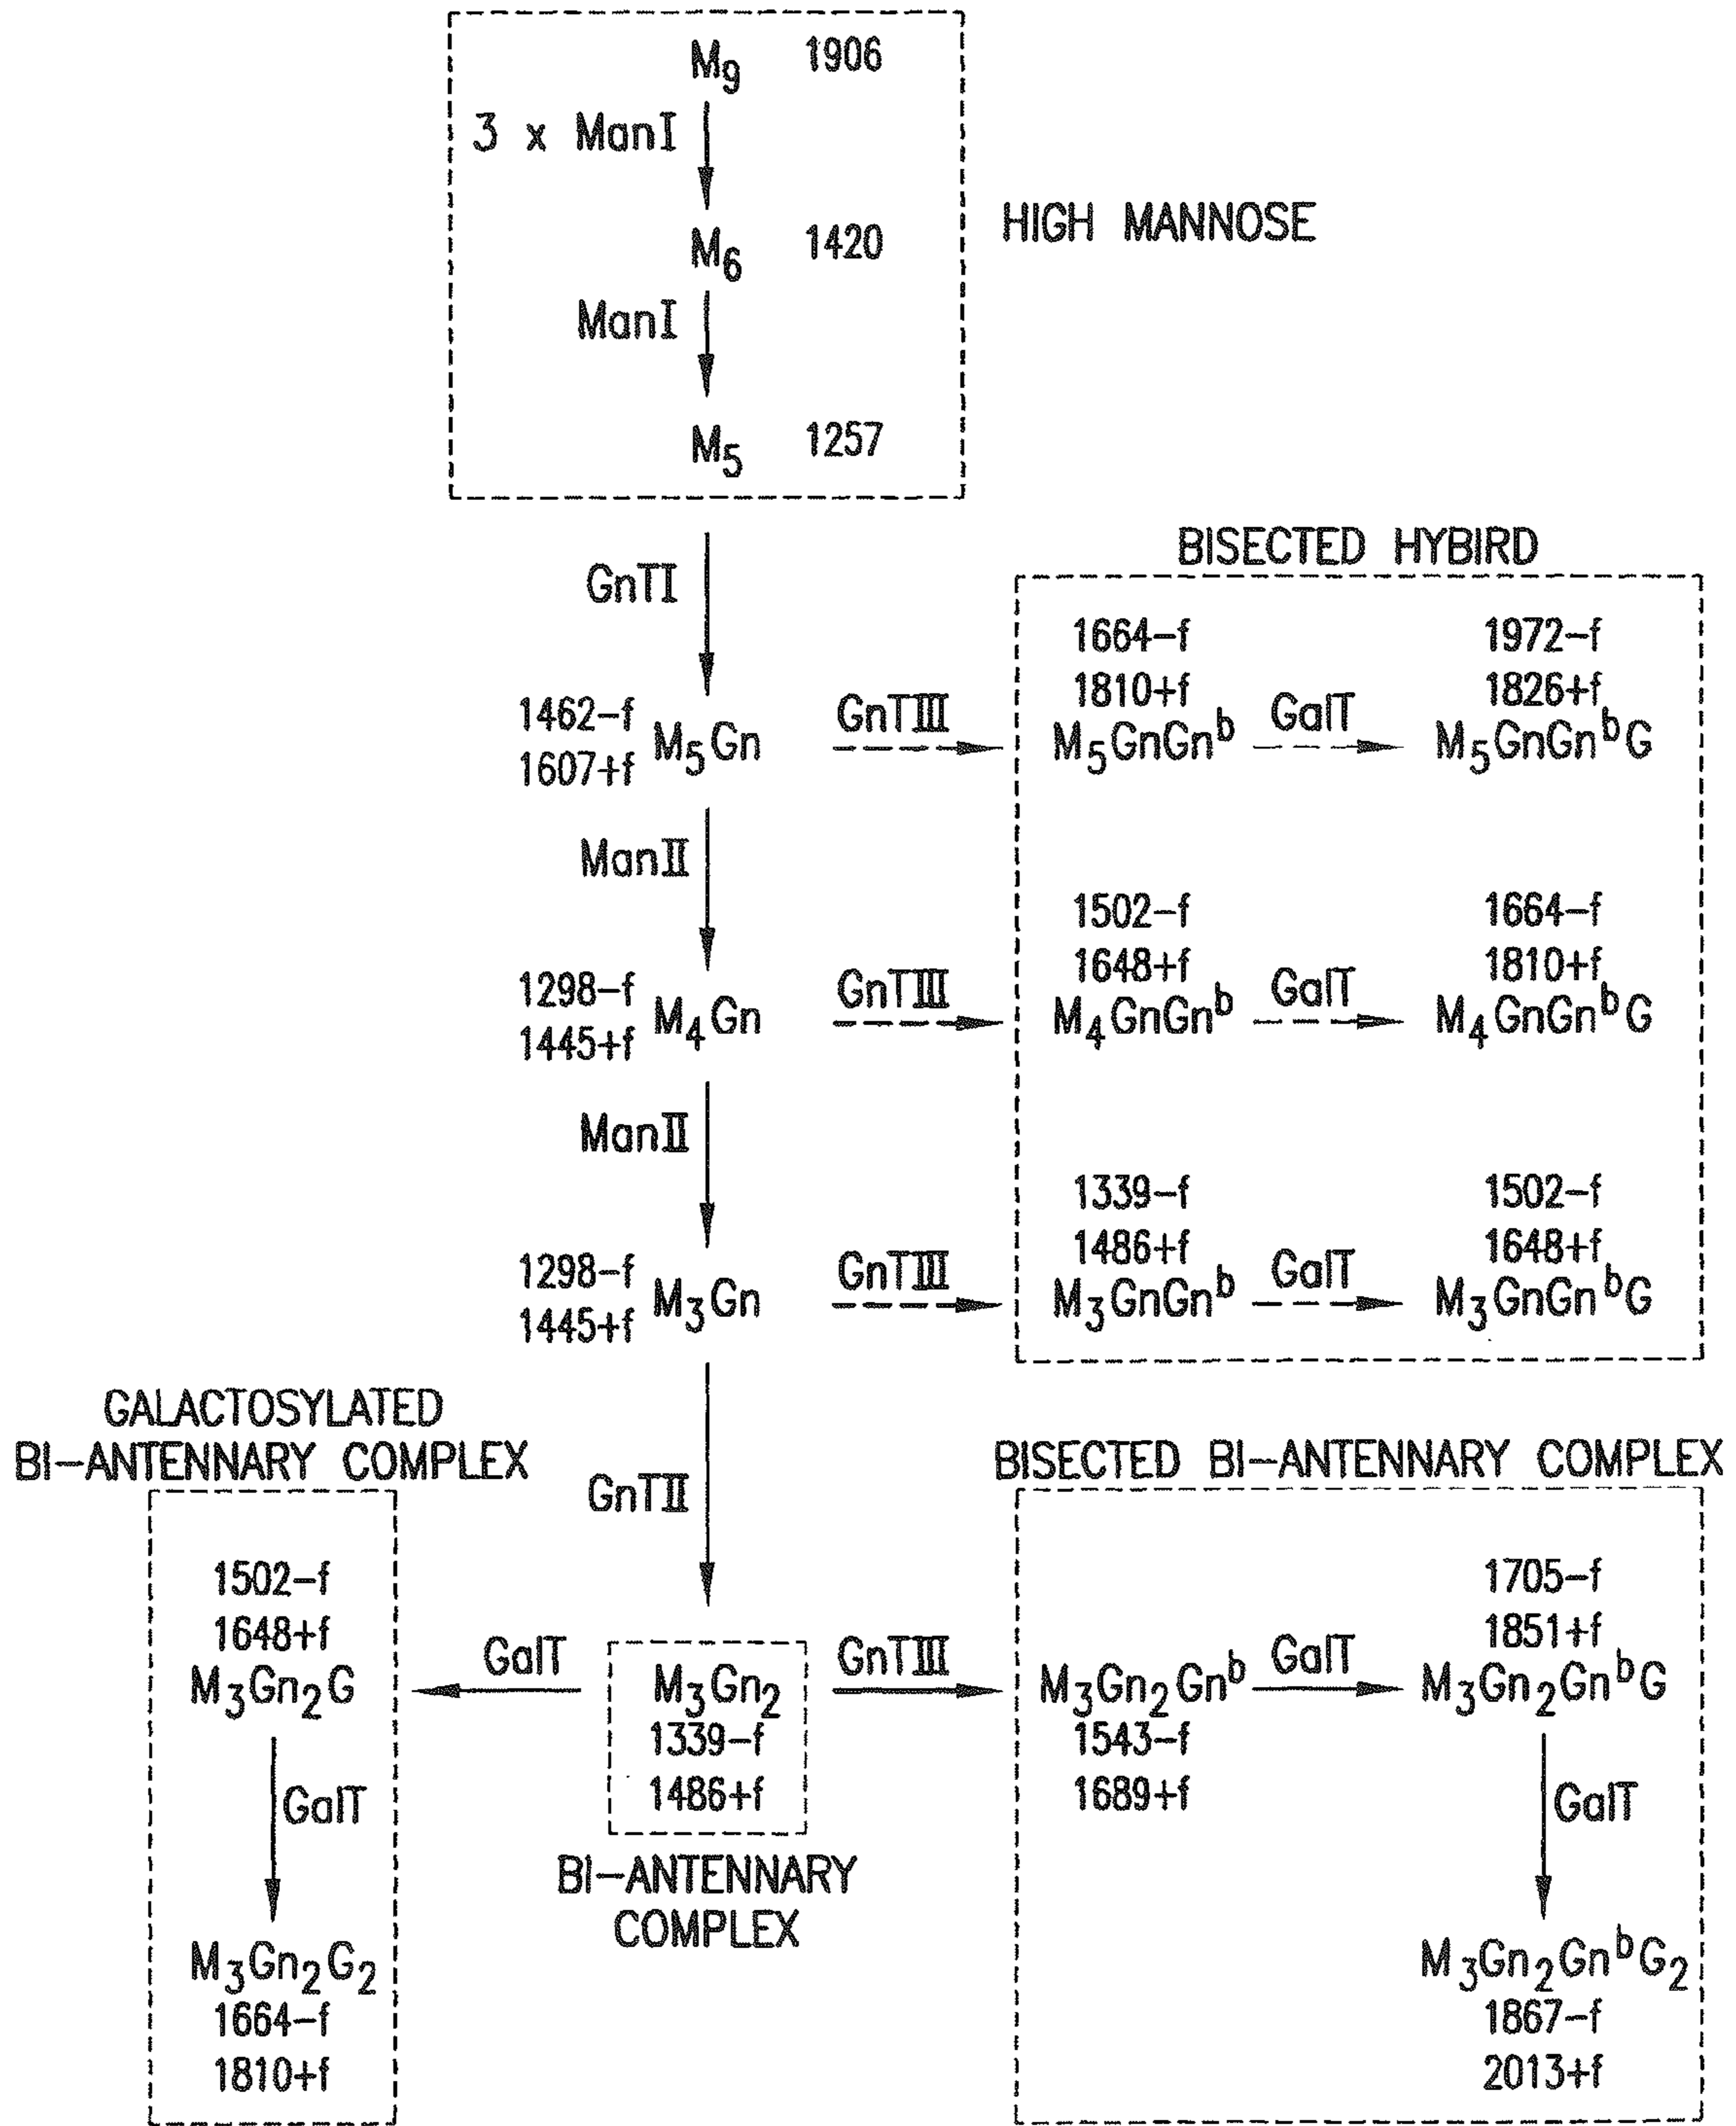 M₉ 1906
3 x ManI
M₆ 1420
HIGH MANNOSE
ManI
M₅ 1257
GnTI
BISECTED HYBIRD
1462-f
1607+f
M₅Gn
GnTIII
1664-f
1810+f
M₅GnGnᵇ
GalT
1972-f
1826+f
M₅GnGnᵇG
ManII
1298-f
1445+f
M₄Gn
GnTIII
1502-f
1648+f
M₄GnGnᵇ
GalT
1664-f
1810+f
M₄GnGnᵇG
ManII
1298-f
1445+f
M₃Gn
GnTIII
1339-f
1486+f
M₃GnGnᵇ
GalT
1502-f
1648+f
M₃GnGnᵇG
GnTII
GALACTOSYLATED
BI-ANTENNARY COMPLEX
1502-f
1648+f
M₃Gn₂G
GalT
M₃Gn₂G₂
1664-f
1810+f
GalT
M₃Gn₂
1339-f
1486+f
BI-ANTENNARY
COMPLEX
GnTIII
BISECTED BI-ANTENNARY COMPLEX
M₃Gn₂Gnᵇ
1543-f
1689+f
GalT
1705-f
1851+f
M₃Gn₂GnᵇG
GalT
M₃Gn₂GnᵇG₂
1867-f
2013+f